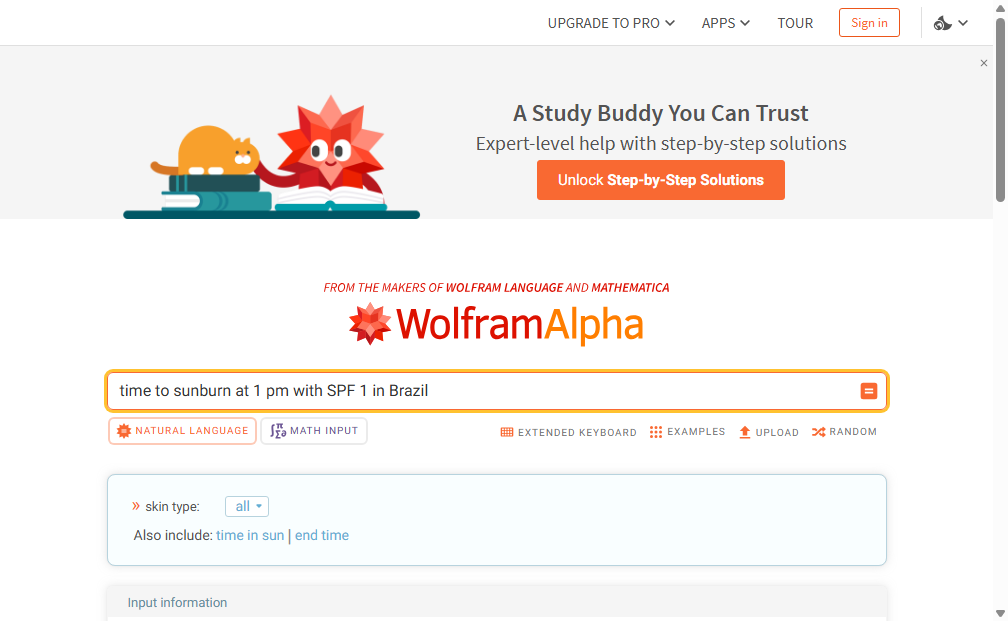 UPGRADE TO PRO APPS TOUR Sign in
A Study Buddy You Can Trust
Expert-level help with step-by-step solutions
Unlock Step-by-Step Solutions
FROM THE MAKERS OF WOLFRAM LANGUAGE AND MATHEMATICA
WolframAlpha
time to sunburn at 1 pm with SPF 1 in Brazil
NATURAL LANGUAGE MATH INPUT EXTENDED KEYBOARD EXAMPLES UPLOAD RANDOM
» skin type: all
Also include: time in sun | end time
Input information